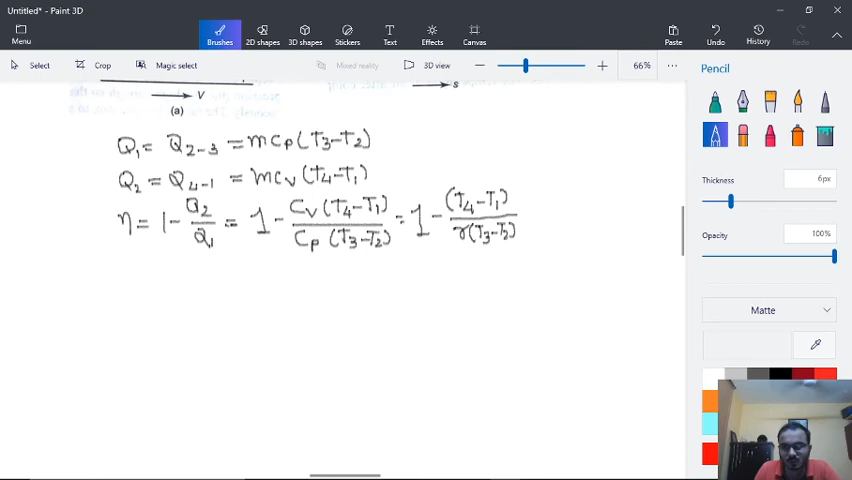 Untitled* - Paint 3D
Menu
Brushes
2D shapes
3D shapes
Stickers
Text
Effects
Canvas
Paste
Undo
History
Redo
Select
Crop
Magic select
Mixed reality
3D view
66%
Pencil
Thickness
6px
Opacity
100%
Matte
V
s
(a)
Q₁ = Q₂₋₃ = mcₚ(T₃-T₂)
Q₂ = Q₄₋₁ = mcᵥ(T₄-T₁)
η = 1 - Q₂/Q₁ = 1 - Cᵥ(T₄-T₁)/Cₚ(T₃-T₂) = 1 - (T₄-T₁)/γ(T₃-T₂)